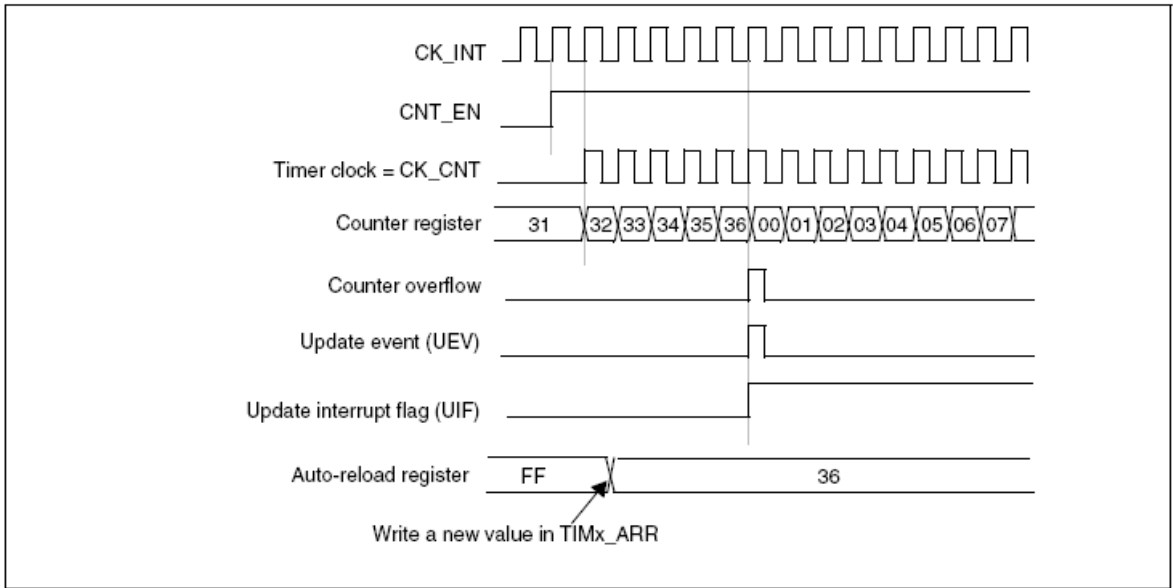 CK_INT
CNT_EN
Timer clock = CK_CNT
Counter register 31 32 33 34 35 36 00 01 02 03 04 05 06 07
Counter overflow
Update event (UEV)
Update interrupt flag (UIF)
Auto-reload register FF 36
Write a new value in TIMx_ARR